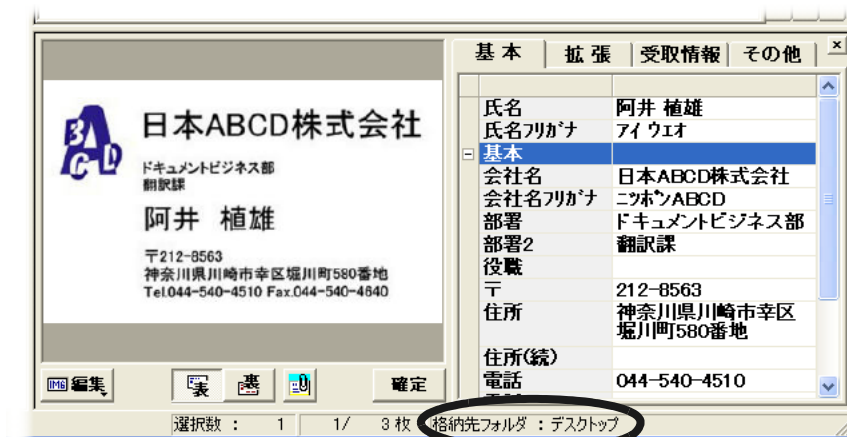 ABCD
日本ABCD株式会社
ドキュメントビジネス部
翻訳課
阿井 植雄
〒212-8563
神奈川県川崎市幸区堀川町580番地
Tel.044-540-4510 Fax.044-540-4640
IMG 編集
表
裏
確定
基本 拡張 受取情報 その他
氏名 阿井 植雄
氏名フリガナ アイ ウエオ
基本
会社名 日本ABCD株式会社
会社名フリガナ ニッポンABCD
部署 ドキュメントビジネス部
部署2 翻訳課
役職
〒 212-8563
住所 神奈川県川崎市幸区
堀川町580番地
住所(続)
電話 044-540-4510
選択数 : 1 1/ 3 枚 格納先フォルダ : デスクトップ